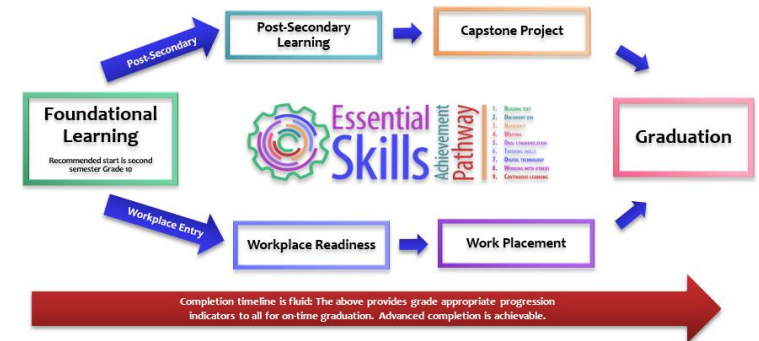 Post-Secondary
Post-Secondary
Learning
Capstone Project
Foundational
Learning
Recommended start is second
semester Grade 10
Essential
Skills
Achievement
Pathway
1. Reading text
2. Document use
3. Numeracy
4. Writing
5. Oral communication
6. Thinking skills
7. Digital technology
8. Working with others
9. Continuous learning
Graduation
Workplace Entry
Workplace Readiness
Work Placement
Completion timeline is fluid: The above provides grade appropriate progression
indicators to all for on-time graduation. Advanced completion is achievable.